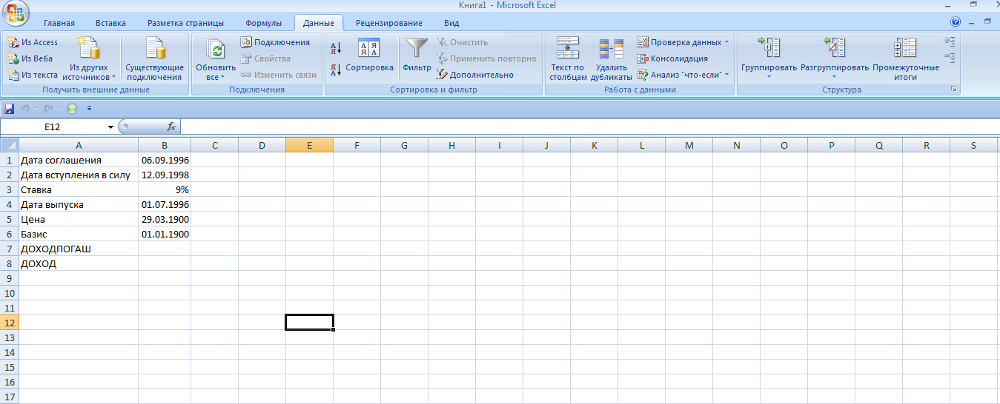 Книга1 - Microsoft Excel
Главная Вставка Разметка страницы Формулы Данные Рецензирование Вид
Из Access
Из Веба
Из текста
Из других источников
Существующие подключения
Получить внешние данные
Обновить все
Подключения
Свойства
Изменить связи
Подключения
Сортировка
Фильтр
Очистить
Применить повторно
Дополнительно
Сортировка и фильтр
Текст по столбцам
Удалить дубликаты
Проверка данных
Консолидация
Анализ "что-если"
Работа с данными
Группировать
Разгруппировать
Промежуточные итоги
Структура
E12 fx
A B C D E F G H I J K L M N O P Q R S
1 Дата соглашения 06.09.1996
2 Дата вступления в силу 12.09.1998
3 Ставка 9%
4 Дата выпуска 01.07.1996
5 Цена 29.03.1900
6 Базис 01.01.1900
7 ДОХОДПОГАШ
8 ДОХОД
9
10
11
12
13
14
15
16
17